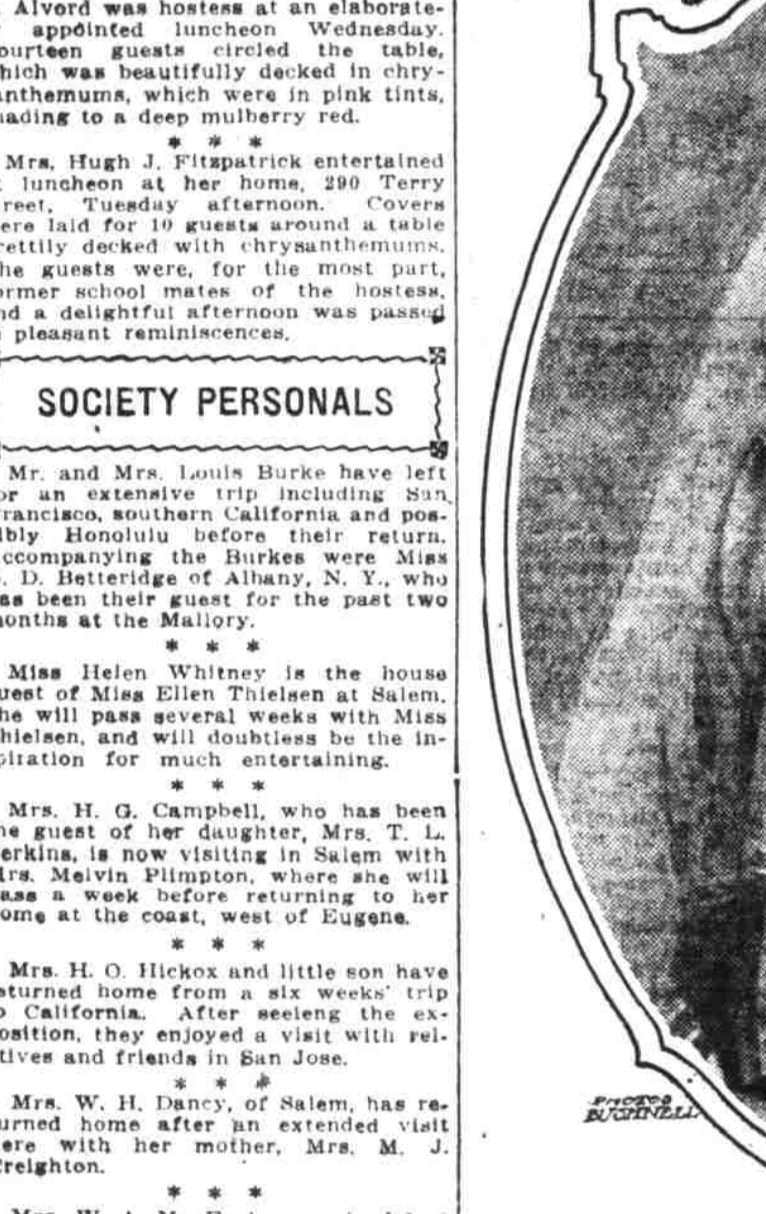 Alvord was hostess at an elaborate-
appointed luncheon Wednesday.
ourteen guests circled the table,
hich was beautifully decked in chry-
anthemums, which were in pink tints,
hading to a deep mulberry red.
* * *
Mrs. Hugh J. Fitzpatrick entertained
luncheon at her home, 290 Terry
reet, Tuesday afternoon. Covers
ere laid for 10 guests around a table
rettily decked with chrysanthemums.
he guests were, for the most part,
ormer school mates of the hostess,
nd a delightful afternoon was passed
pleasant reminiscences.
SOCIETY PERSONALS
Mr. and Mrs. Louis Burke have left
or an extensive trip including San
rancisco, southern California and pos-
ibly Honolulu before their return.
ccompanying the Burkes were Miss
. D. Betteridge of Albany, N. Y., who
as been their guest for the past two
onths at the Mallory.
* * *
Miss Helen Whitney is the house
uest of Miss Ellen Thielsen at Salem.
he will pass several weeks with Miss
hielsen, and will doubtless be the in-
piration for much entertaining.
* * *
Mrs. H. G. Campbell, who has been
he guest of her daughter, Mrs. T. L.
erkins, is now visiting in Salem with
rs. Melvin Plimpton, where she will
ass a week before returning to her
ome at the coast, west of Eugene.
* * *
Mrs. H. O. Hickox and little son have
eturned home from a six weeks' trip
o California. After seeleng the ex-
osition, they enjoyed a visit with rel-
tives and friends in San Jose.
* * *
Mrs. W. H. Dancy, of Salem, has re-
urned home after an extended visit
ere with her mother, Mrs. M. J.
reighton.
* * *
PHOTOS
BUSHNELL